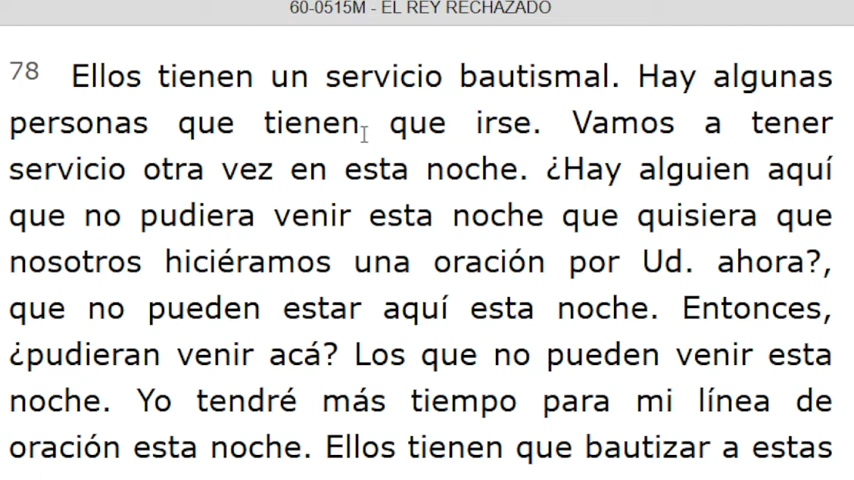 60-0515M - EL REY RECHAZADO
78 Ellos tienen un servicio bautismal. Hay algunas
personas que tienen que irse. Vamos a tener
servicio otra vez en esta noche. ¿Hay alguien aquí
que no pudiera venir esta noche que quisiera que
nosotros hiciéramos una oración por Ud. ahora?,
que no pueden estar aquí esta noche. Entonces,
¿pudieran venir acá? Los que no pueden venir esta
noche. Yo tendré más tiempo para mi línea de
oración esta noche. Ellos tienen que bautizar a estas